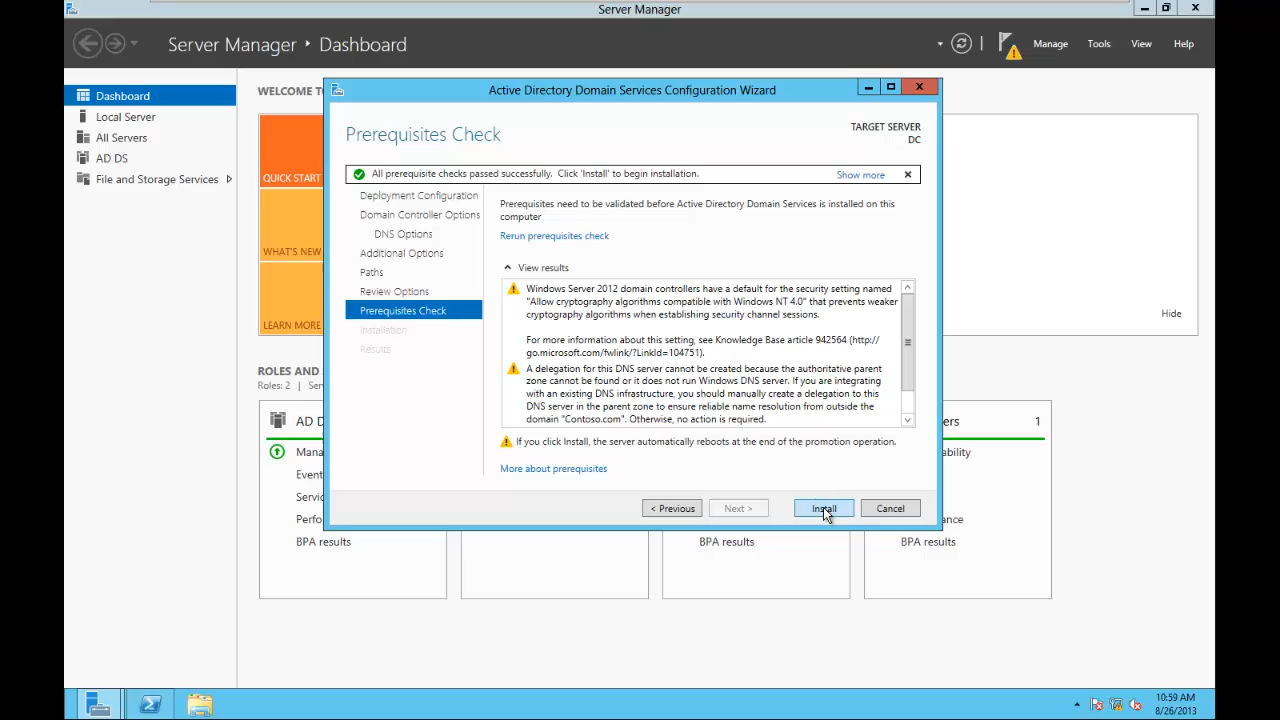 Server Manager
Server Manager ‣ Dashboard
Manage Tools View Help
Dashboard
Local Server
All Servers
AD DS
File and Storage Services
WELCOME
QUICK START
WHAT'S NEW
LEARN MORE
Hide
ROLES AND
Roles: 2
AD D
ers 1
Mana
ability
Event
Servic
Perfo
ance
BPA results
BPA results
BPA results
Active Directory Domain Services Configuration Wizard
Prerequisites Check
TARGET SERVER
DC
All prerequisite checks passed successfully. Click 'Install' to begin installation.
Show more
Deployment Configuration
Domain Controller Options
DNS Options
Additional Options
Paths
Review Options
Prerequisites Check
Installation
Results
Prerequisites need to be validated before Active Directory Domain Services is installed on this
computer
Rerun prerequisites check
View results
Windows Server 2012 domain controllers have a default for the security setting named
"Allow cryptography algorithms compatible with Windows NT 4.0" that prevents weaker
cryptography algorithms when establishing security channel sessions.
For more information about this setting, see Knowledge Base article 942564 (http://
go.microsoft.com/fwlink/?LinkId=104751).
A delegation for this DNS server cannot be created because the authoritative parent
zone cannot be found or it does not run Windows DNS server. If you are integrating
with an existing DNS infrastructure, you should manually create a delegation to this
DNS server in the parent zone to ensure reliable name resolution from outside the
domain "Contoso.com". Otherwise, no action is required.
If you click Install, the server automatically reboots at the end of the promotion operation.
More about prerequisites
< Previous
Next >
Install
Cancel
10:59 AM
8/26/2013